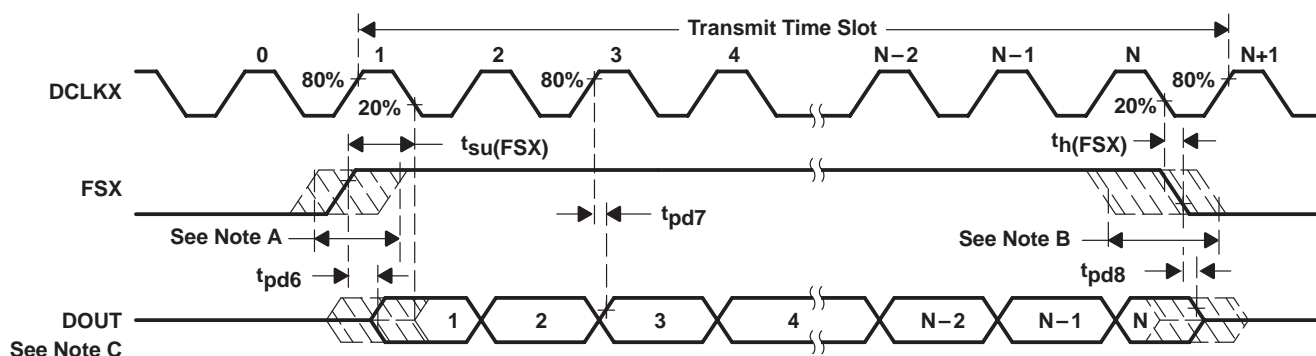 Transmit Time Slot
0 1 2 3 4 N−2 N−1 N N+1
DCLKX 80% 20% 80% 20% 80%
tsu(FSX) th(FSX)
FSX
tpd7
See Note A See Note B
tpd6 tpd8
DOUT 1 2 3 4 N−2 N−1 N
See Note C